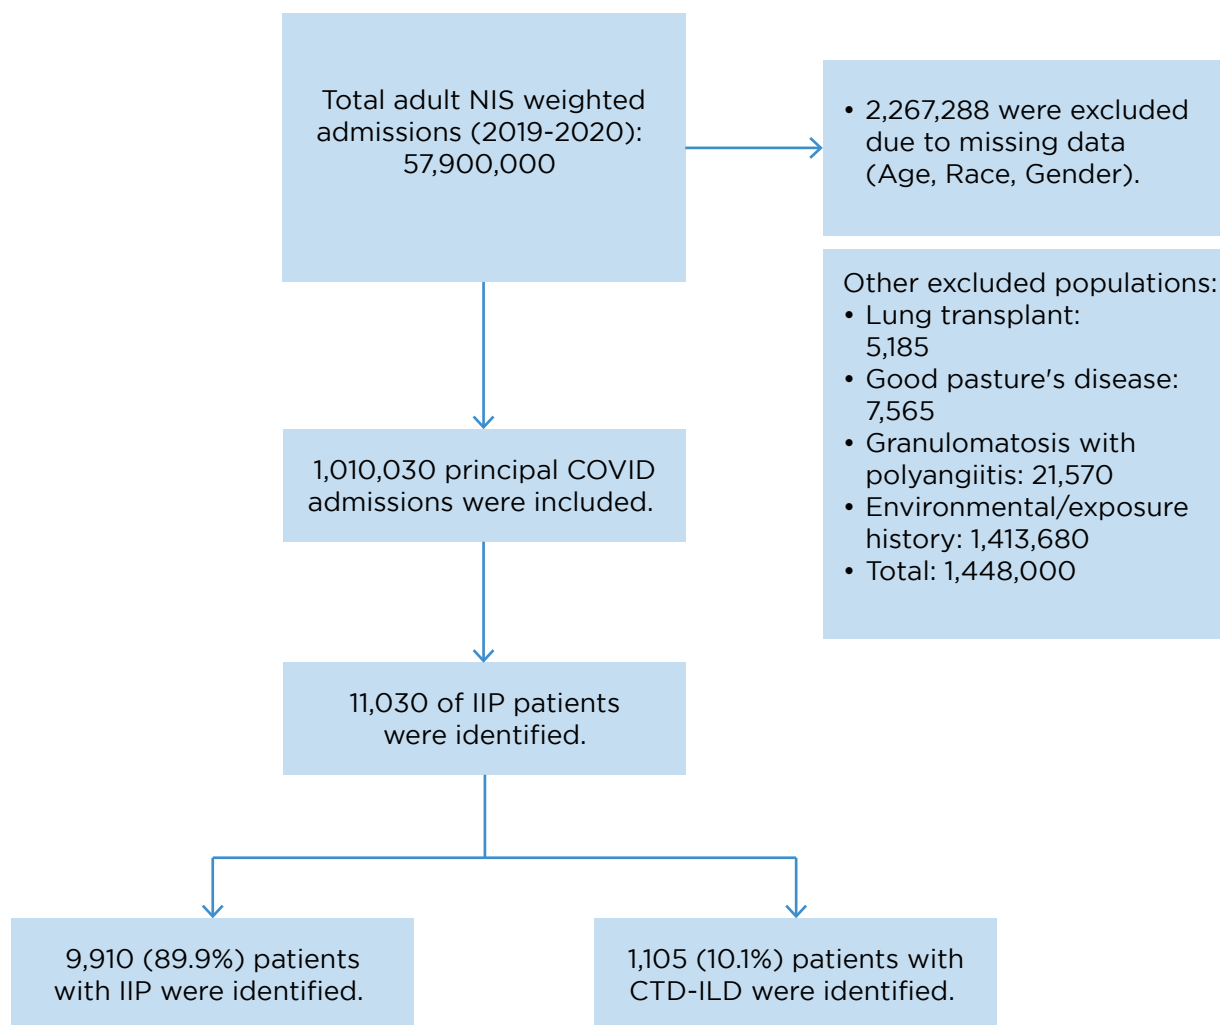 Total adult NIS weighted
admissions (2019-2020):
57,900,000
• 2,267,288 were excluded
due to missing data
(Age, Race, Gender).
Other excluded populations:
• Lung transplant:
5,185
• Good pasture's disease:
7,565
• Granulomatosis with
polyangiitis: 21,570
• Environmental/exposure
history: 1,413,680
• Total: 1,448,000
1,010,030 principal COVID
admissions were included.
11,030 of IIP patients
were identified.
9,910 (89.9%) patients
with IIP were identified.
1,105 (10.1%) patients with
CTD-ILD were identified.